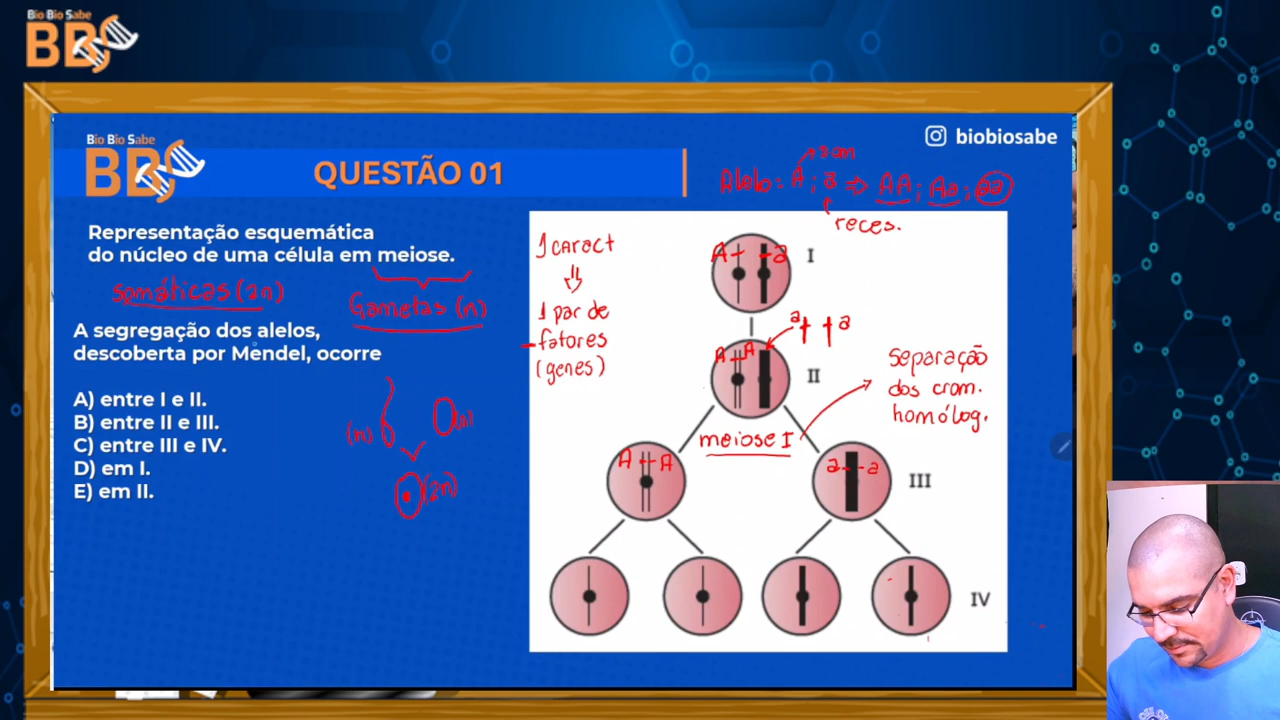 Bio Bio Sabe
BBS
Bio Bio Sabe
BBS
QUESTÃO 01
biobiosabe
Alelo: A; a ⇒ AA; Aa; aa
→ Dom
reces.
Representação esquemática
do núcleo de uma célula em meiose.
somáticas (2n)
Gametas (n)
A segregação dos alelos,
descoberta por Mendel, ocorre
A) entre I e II.
B) entre II e III.
C) entre III e IV.
D) em I.
E) em II.
(n)
(n)
(2n)
1 caract
⇓
1 par de
fatores
(genes)
A a
I
a a
A A
II
meiose I
separação
dos crom.
homólog.
A A
a a
III
IV